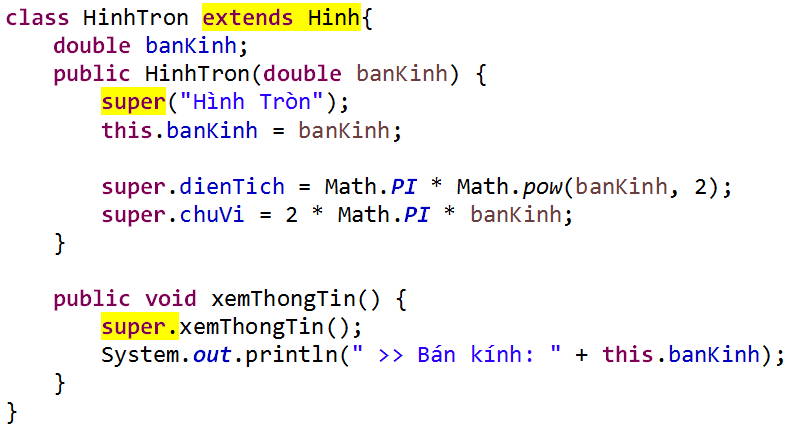 class HinhTron extends Hinh{
    double banKinh;
    public HinhTron(double banKinh) {
        super("Hình Tròn");
        this.banKinh = banKinh;

        super.dienTich = Math.PI * Math.pow(banKinh, 2);
        super.chuVi = 2 * Math.PI * banKinh;
    }

    public void xemThongTin() {
        super.xemThongTin();
        System.out.println(" >> Bán kính: " + this.banKinh);
    }
}